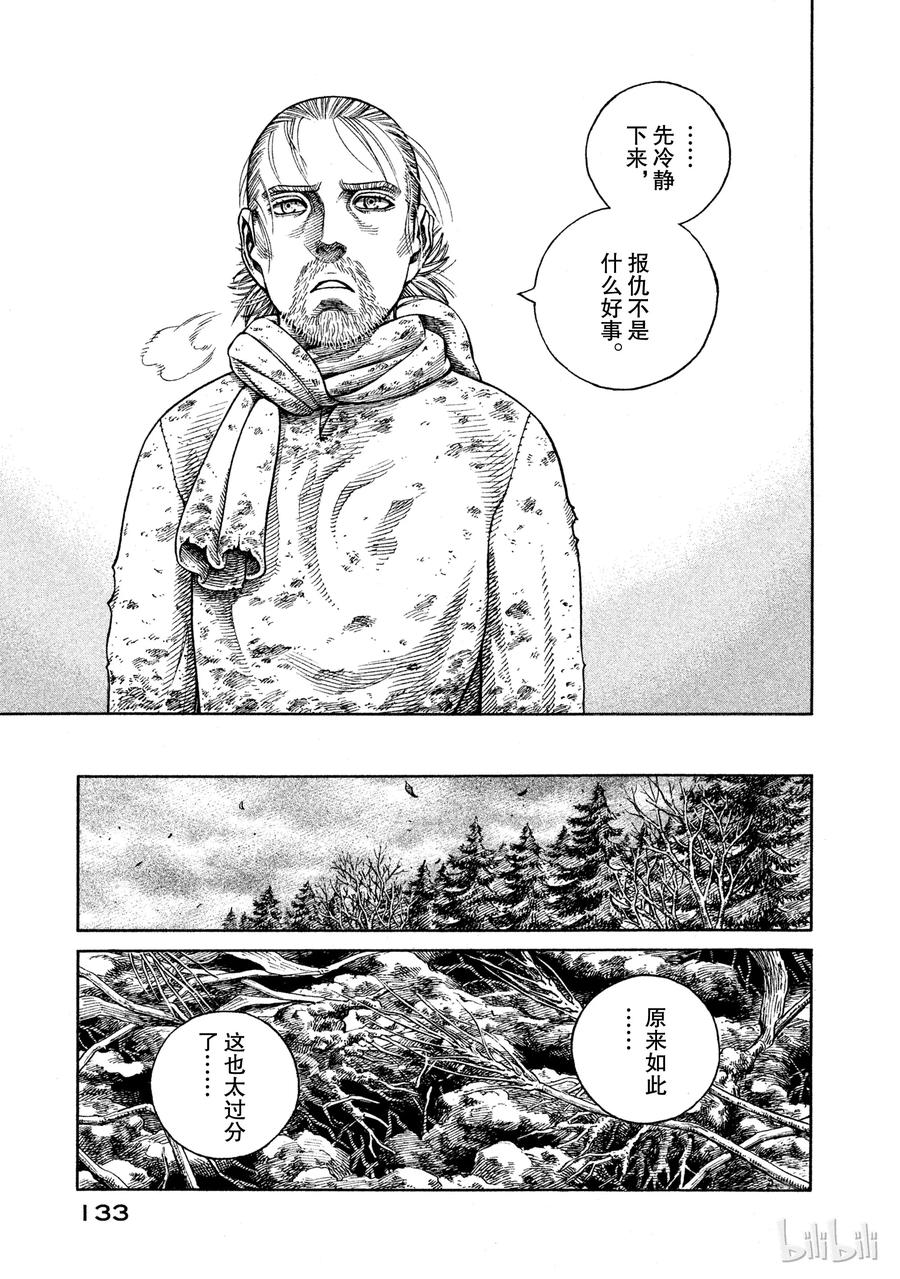 ……
先冷静
下来，
报仇不是
什么好事。
原来如此
……
这也太过分
了……
133
bilibili